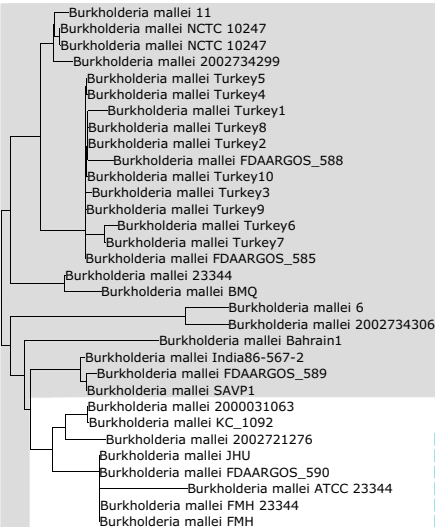 Burkholderia mallei 11
Burkholderia mallei NCTC 10247
Burkholderia mallei NCTC 10247
Burkholderia mallei 2002734299
Burkholderia mallei Turkey5
Burkholderia mallei Turkey4
Burkholderia mallei Turkey1
Burkholderia mallei Turkey8
Burkholderia mallei Turkey2
Burkholderia mallei FDAARGOS_588
Burkholderia mallei Turkey10
Burkholderia mallei Turkey3
Burkholderia mallei Turkey9
Burkholderia mallei Turkey6
Burkholderia mallei Turkey7
Burkholderia mallei FDAARGOS_585
Burkholderia mallei 23344
Burkholderia mallei BMQ
Burkholderia mallei 6
Burkholderia mallei 2002734306
Burkholderia mallei Bahrain1
Burkholderia mallei India86-567-2
Burkholderia mallei FDAARGOS_589
Burkholderia mallei SAVP1
Burkholderia mallei 2000031063
Burkholderia mallei KC_1092
Burkholderia mallei 2002721276
Burkholderia mallei JHU
Burkholderia mallei FDAARGOS_590
Burkholderia mallei ATCC 23344
Burkholderia mallei FMH 23344
Burkholderia mallei FMH